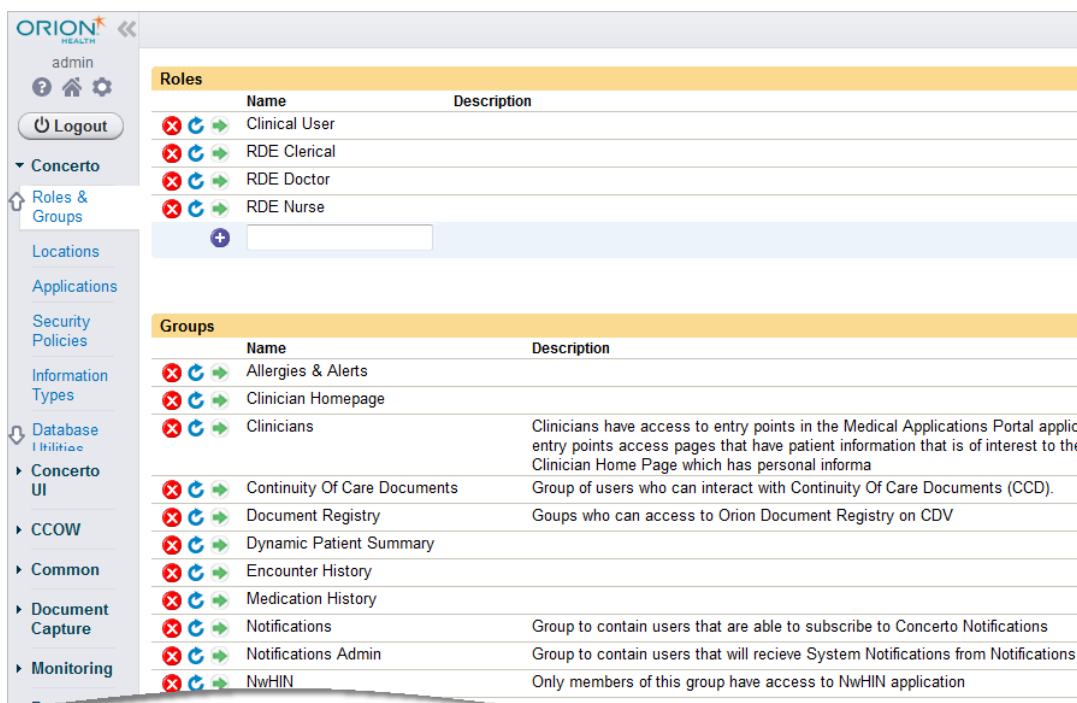 ORION
HEALTH
admin
Logout
Concerto
Roles &
Groups
Locations
Applications
Security
Policies
Information
Types
Database
Utilities
Concerto
UI
CCOW
Common
Document
Capture
Monitoring
Roles
Name Description
Clinical User
RDE Clerical
RDE Doctor
RDE Nurse
Groups
Name Description
Allergies & Alerts
Clinician Homepage
Clinicians Clinicians have access to entry points in the Medical Applications Portal applic
entry points access pages that have patient information that is of interest to the
Clinician Home Page which has personal informa
Continuity Of Care Documents Group of users who can interact with Continuity Of Care Documents (CCD).
Document Registry Goups who can access to Orion Document Registry on CDV
Dynamic Patient Summary
Encounter History
Medication History
Notifications Group to contain users that are able to subscribe to Concerto Notifications
Notifications Admin Group to contain users that will recieve System Notifications from Notifications
NwHIN Only members of this group have access to NwHIN application